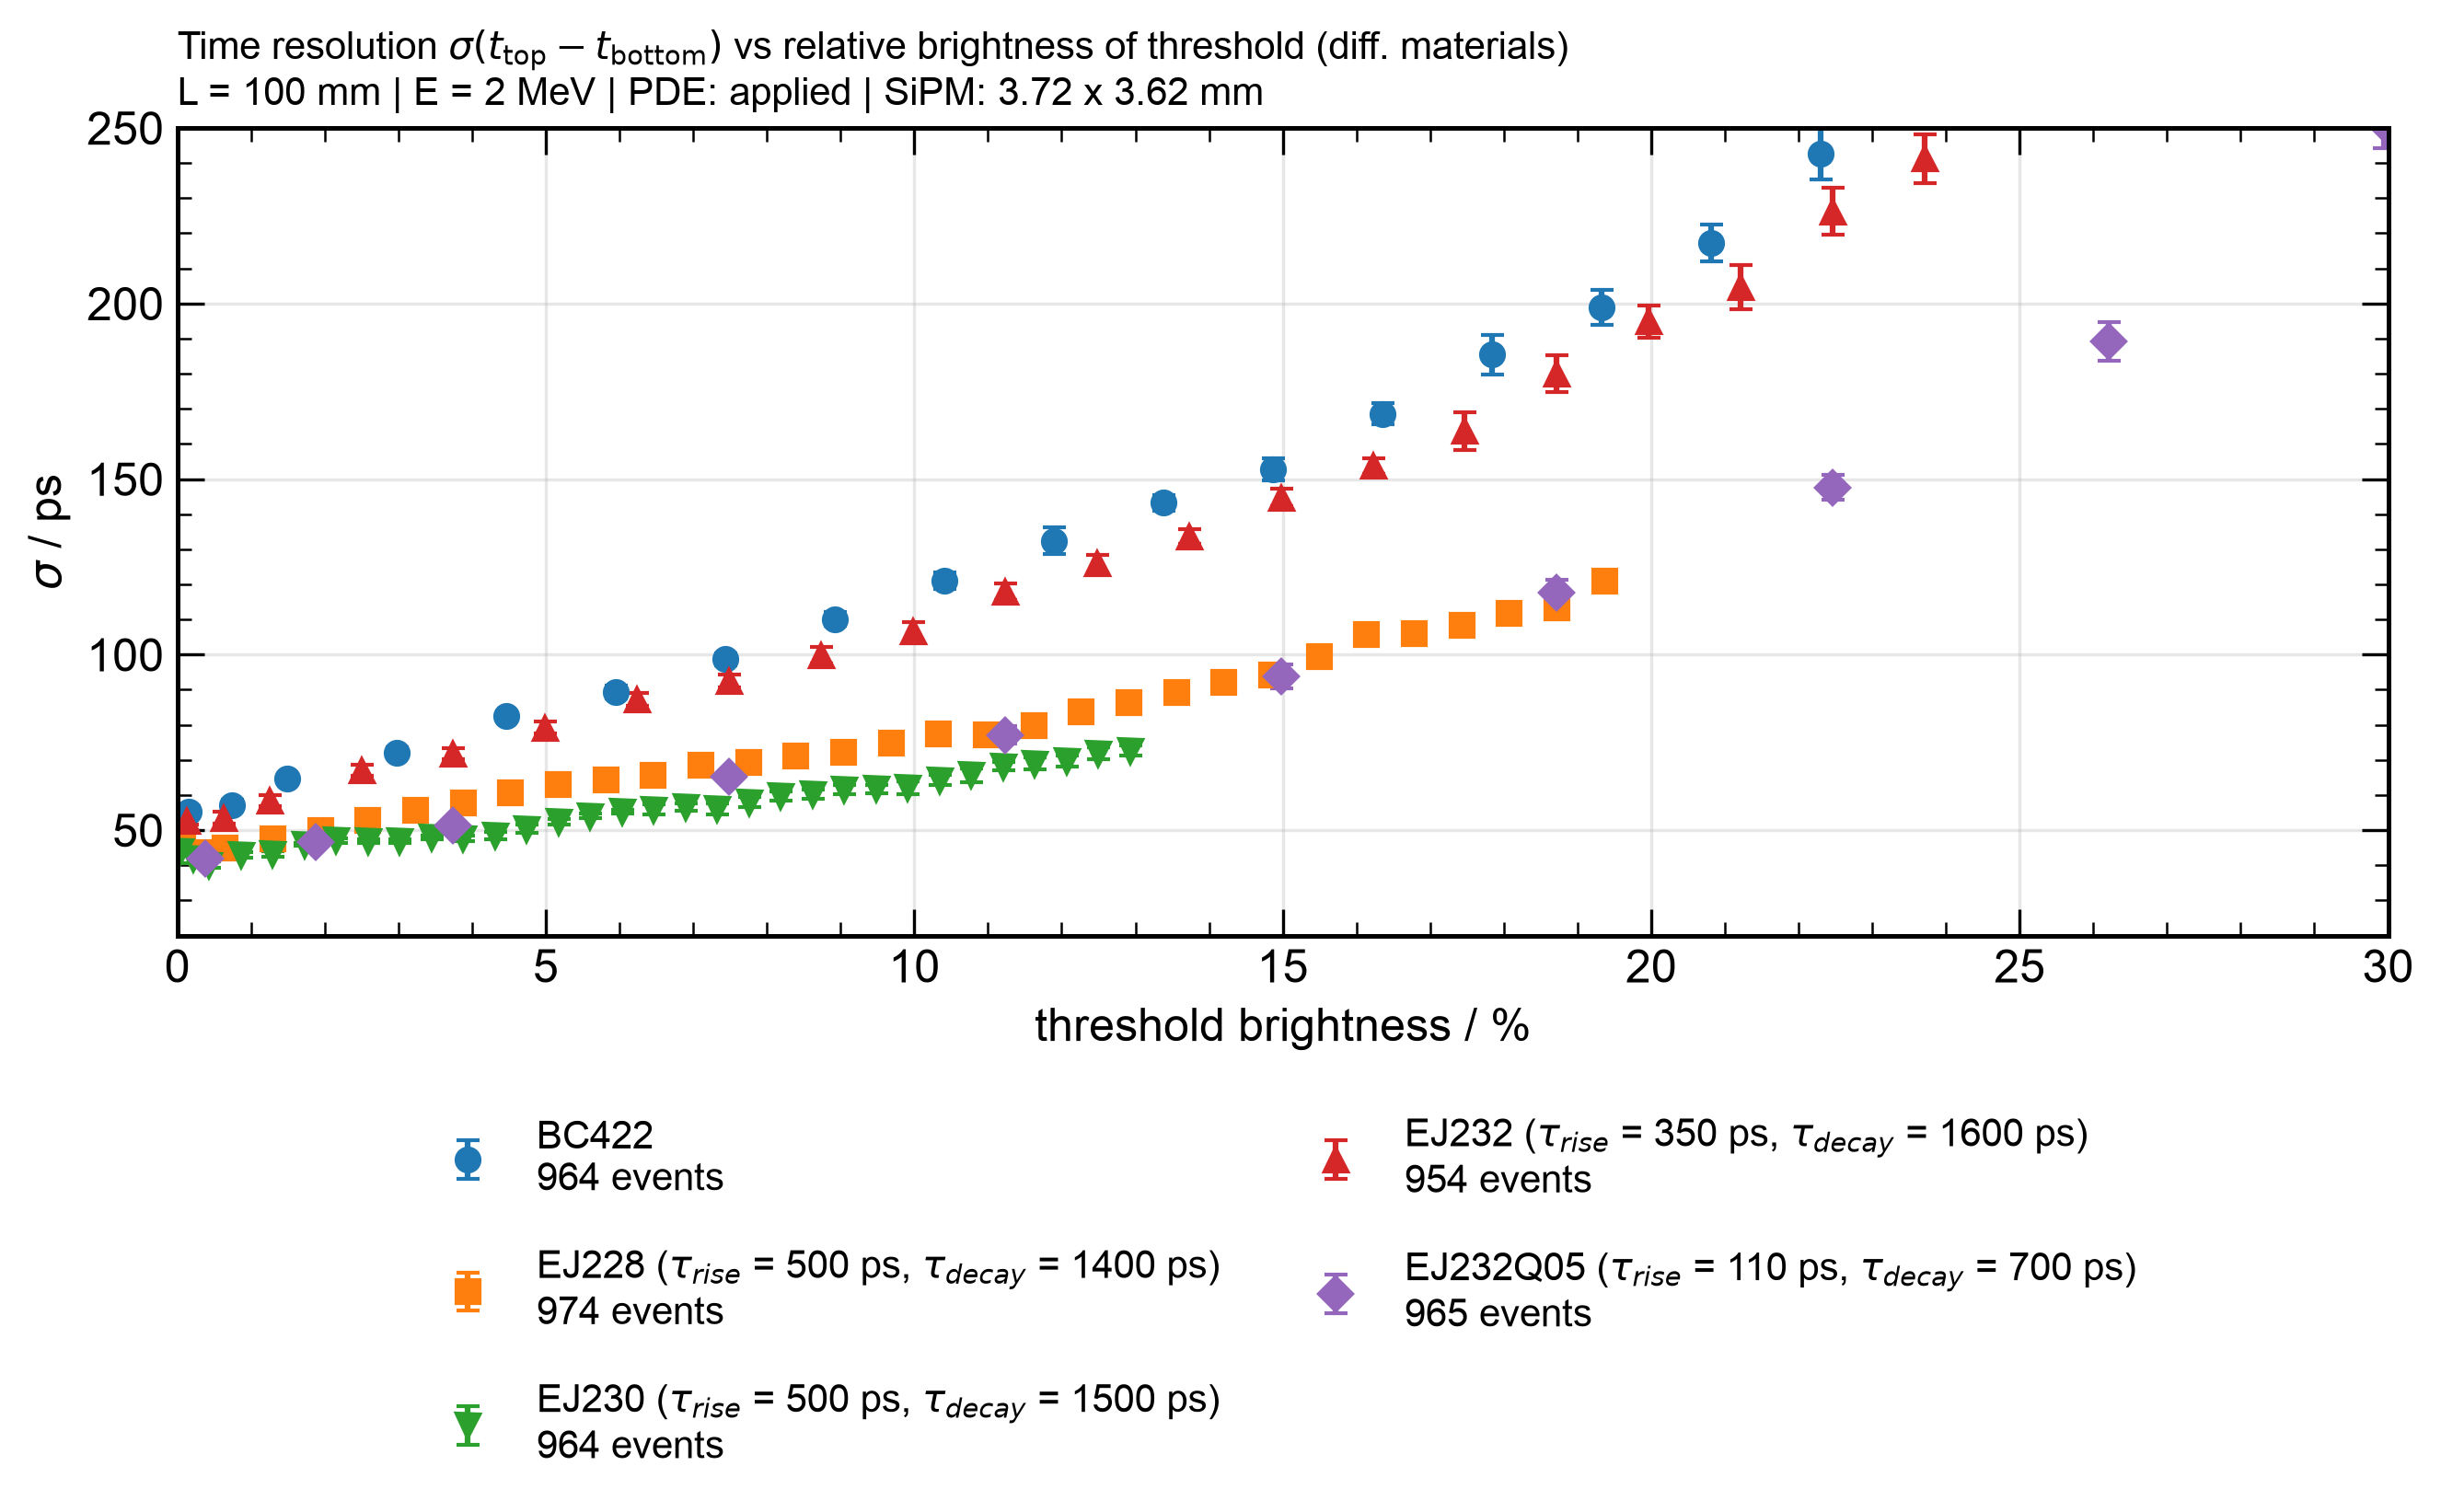 Time resolution σ(t_top − t_bottom) vs relative brightness of threshold (diff. materials)
L = 100 mm | E = 2 MeV | PDE: applied | SiPM: 3.72 x 3.62 mm
250
200
150
100
50
σ / ps
0 5 10 15 20 25 30
threshold brightness / %
BC422
964 events
EJ228 (τ_rise = 500 ps, τ_decay = 1400 ps)
974 events
EJ230 (τ_rise = 500 ps, τ_decay = 1500 ps)
964 events
EJ232 (τ_rise = 350 ps, τ_decay = 1600 ps)
954 events
EJ232Q05 (τ_rise = 110 ps, τ_decay = 700 ps)
965 events